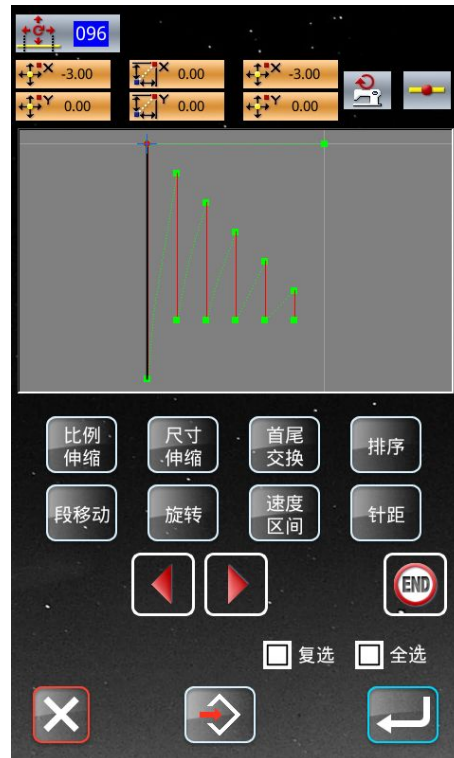 096
X -3.00 X 0.00 X -3.00
Y 0.00 Y 0.00 Y 0.00
比例
伸缩
尺寸
伸缩
首尾
交换
排序
段移动
旋转
速度
区间
针距
END
复选 全选